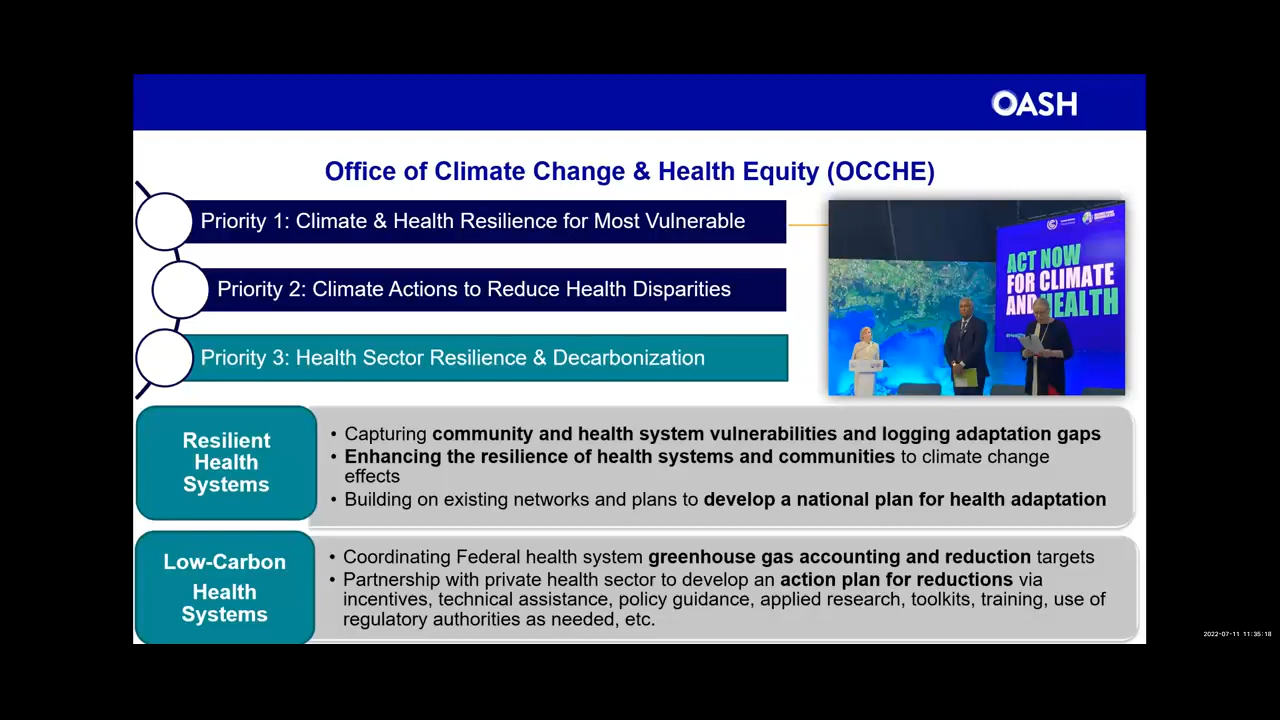 OASH
Office of Climate Change & Health Equity (OCCHE)
Priority 1: Climate & Health Resilience for Most Vulnerable
Priority 2: Climate Actions to Reduce Health Disparities
Priority 3: Health Sector Resilience & Decarbonization
ACT NOW
FOR CLIMATE
AND HEALTH
Resilient
Health
Systems
• Capturing community and health system vulnerabilities and logging adaptation gaps
• Enhancing the resilience of health systems and communities to climate change
effects
• Building on existing networks and plans to develop a national plan for health adaptation
Low-Carbon
Health
Systems
• Coordinating Federal health system greenhouse gas accounting and reduction targets
• Partnership with private health sector to develop an action plan for reductions via
incentives, technical assistance, policy guidance, applied research, toolkits, training, use of
regulatory authorities as needed, etc.
2022-07-11 11:35:18